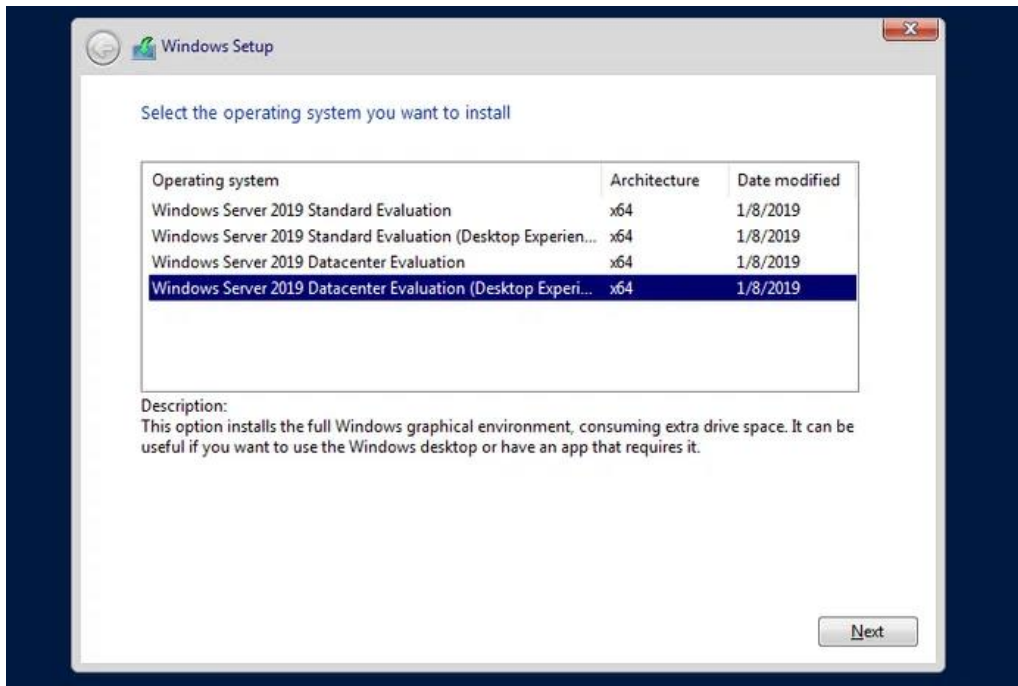 Windows Setup
Select the operating system you want to install
Operating system Architecture Date modified
Windows Server 2019 Standard Evaluation x64 1/8/2019
Windows Server 2019 Standard Evaluation (Desktop Experien... x64 1/8/2019
Windows Server 2019 Datacenter Evaluation x64 1/8/2019
Windows Server 2019 Datacenter Evaluation (Desktop Experi... x64 1/8/2019
Description:
This option installs the full Windows graphical environment, consuming extra drive space. It can be
useful if you want to use the Windows desktop or have an app that requires it.
Next